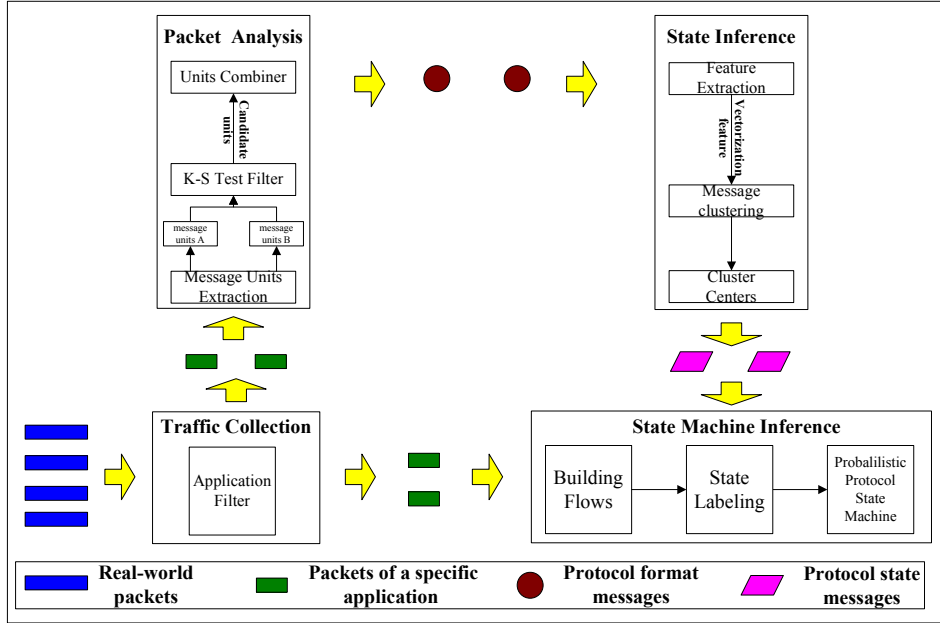 Packet Analysis
Units Combiner
Candidate
units
K-S Test Filter
message
units A
message
units B
Message Units
Extraction
State Inference
Feature
Extraction
Vectorization
feature
Message
clustering
Cluster
Centers
Traffic Collection
Application
Filter
State Machine Inference
Building
Flows
State
Labeling
Probalilistic
Protocol
State
Machine
Real-world
packets
Packets of a specific
application
Protocol format
messages
Protocol state
messages